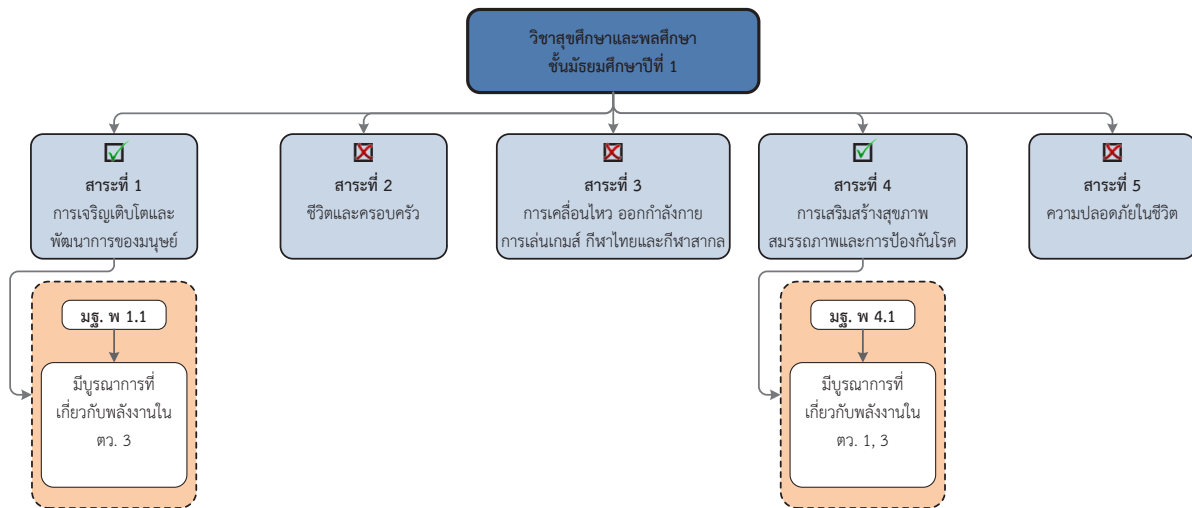 วิชาสุขศึกษาและพลศึกษา
ชั้นมัธยมศึกษาปีที่ 1
สาระที่ 1
การเจริญเติบโตและ
พัฒนาการของมนุษย์
สาระที่ 2
ชีวิตและครอบครัว
สาระที่ 3
การเคลื่อนไหว ออกกำลังกาย
การเล่นเกมส์ กีฬาไทยและกีฬาสากล
สาระที่ 4
การเสริมสร้างสุขภาพ
สมรรถภาพและการป้องกันโรค
สาระที่ 5
ความปลอดภัยในชีวิต
มฐ. พ 1.1
มีบูรณาการที่
เกี่ยวกับพลังงานใน
ตว. 3
มฐ. พ 4.1
มีบูรณาการที่
เกี่ยวกับพลังงานใน
ตว. 1, 3